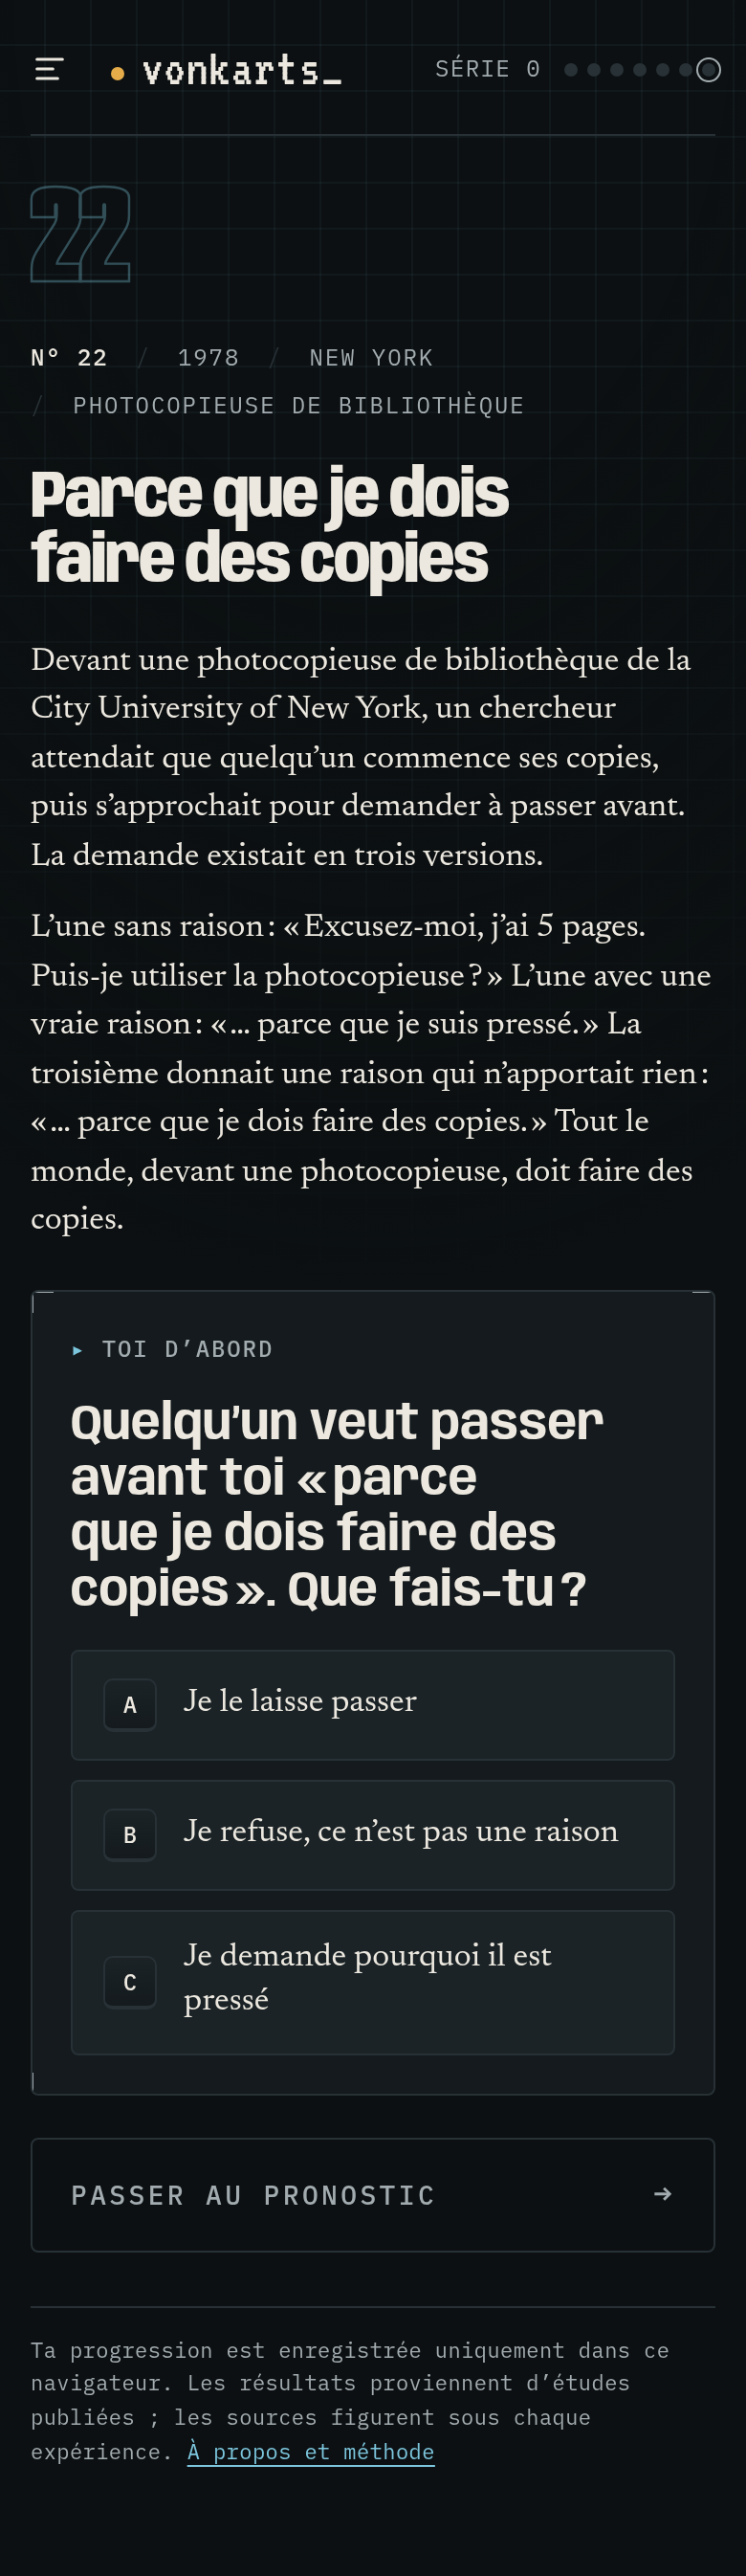 vonkarts_
SÉRIE 0
22
N° 22 / 1978 / NEW YORK
/ PHOTOCOPIEUSE DE BIBLIOTHÈQUE
Parce que je dois
faire des copies
Devant une photocopieuse de bibliothèque de la
City University of New York, un chercheur
attendait que quelqu’un commence ses copies,
puis s’approchait pour demander à passer avant.
La demande existait en trois versions.
L’une sans raison : « Excusez-moi, j’ai 5 pages.
Puis-je utiliser la photocopieuse ? » L’une avec une
vraie raison : « … parce que je suis pressé. » La
troisième donnait une raison qui n’apportait rien :
« … parce que je dois faire des copies. » Tout le
monde, devant une photocopieuse, doit faire des
copies.
▸ TOI D’ABORD
Quelqu’un veut passer
avant toi « parce
que je dois faire des
copies ». Que fais-tu ?
A Je le laisse passer
B Je refuse, ce n’est pas une raison
C Je demande pourquoi il est
pressé
PASSER AU PRONOSTIC →
Ta progression est enregistrée uniquement dans ce
navigateur. Les résultats proviennent d’études
publiées ; les sources figurent sous chaque
expérience. À propos et méthode